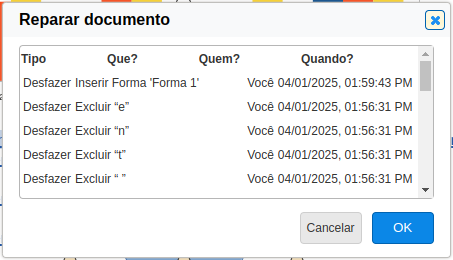 Reparar documento
Tipo Que? Quem? Quando?
Desfazer Inserir Forma 'Forma 1' Você 04/01/2025, 01:59:43 PM
Desfazer Excluir “e” Você 04/01/2025, 01:56:31 PM
Desfazer Excluir “n” Você 04/01/2025, 01:56:31 PM
Desfazer Excluir “t” Você 04/01/2025, 01:56:31 PM
Desfazer Excluir “ ” Você 04/01/2025, 01:56:31 PM
Cancelar OK